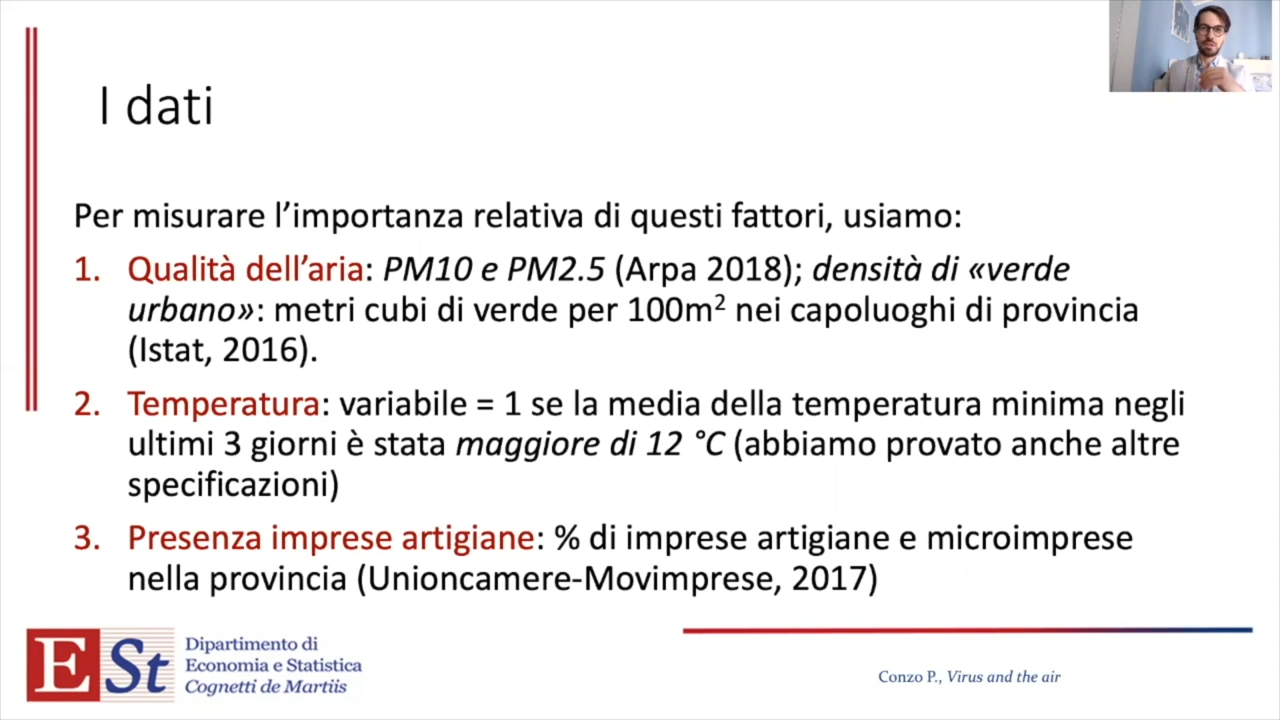 I dati
Per misurare l’importanza relativa di questi fattori, usiamo:
1. Qualità dell’aria: PM10 e PM2.5 (Arpa 2018); densità di «verde
urbano»: metri cubi di verde per 100m² nei capoluoghi di provincia
(Istat, 2016).
2. Temperatura: variabile = 1 se la media della temperatura minima negli
ultimi 3 giorni è stata maggiore di 12 °C (abbiamo provato anche altre
specificazioni)
3. Presenza imprese artigiane: % di imprese artigiane e microimprese
nella provincia (Unioncamere-Movimprese, 2017)
ESt
Dipartimento di
Economia e Statistica
Cognetti de Martiis
Conzo P., Virus and the air